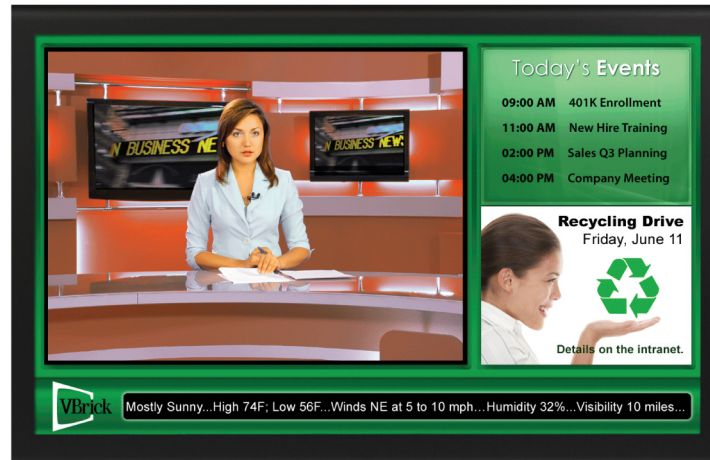 N BUSINESS NE
N BUSINESS NEWS
Today's Events
09:00 AM 401K Enrollment
11:00 AM New Hire Training
02:00 PM Sales Q3 Planning
04:00 PM Company Meeting
Recycling Drive
Friday, June 11
Details on the intranet.
VBrick
Mostly Sunny...High 74F; Low 56F...Winds NE at 5 to 10 mph...Humidity 32%...Visibility 10 miles...